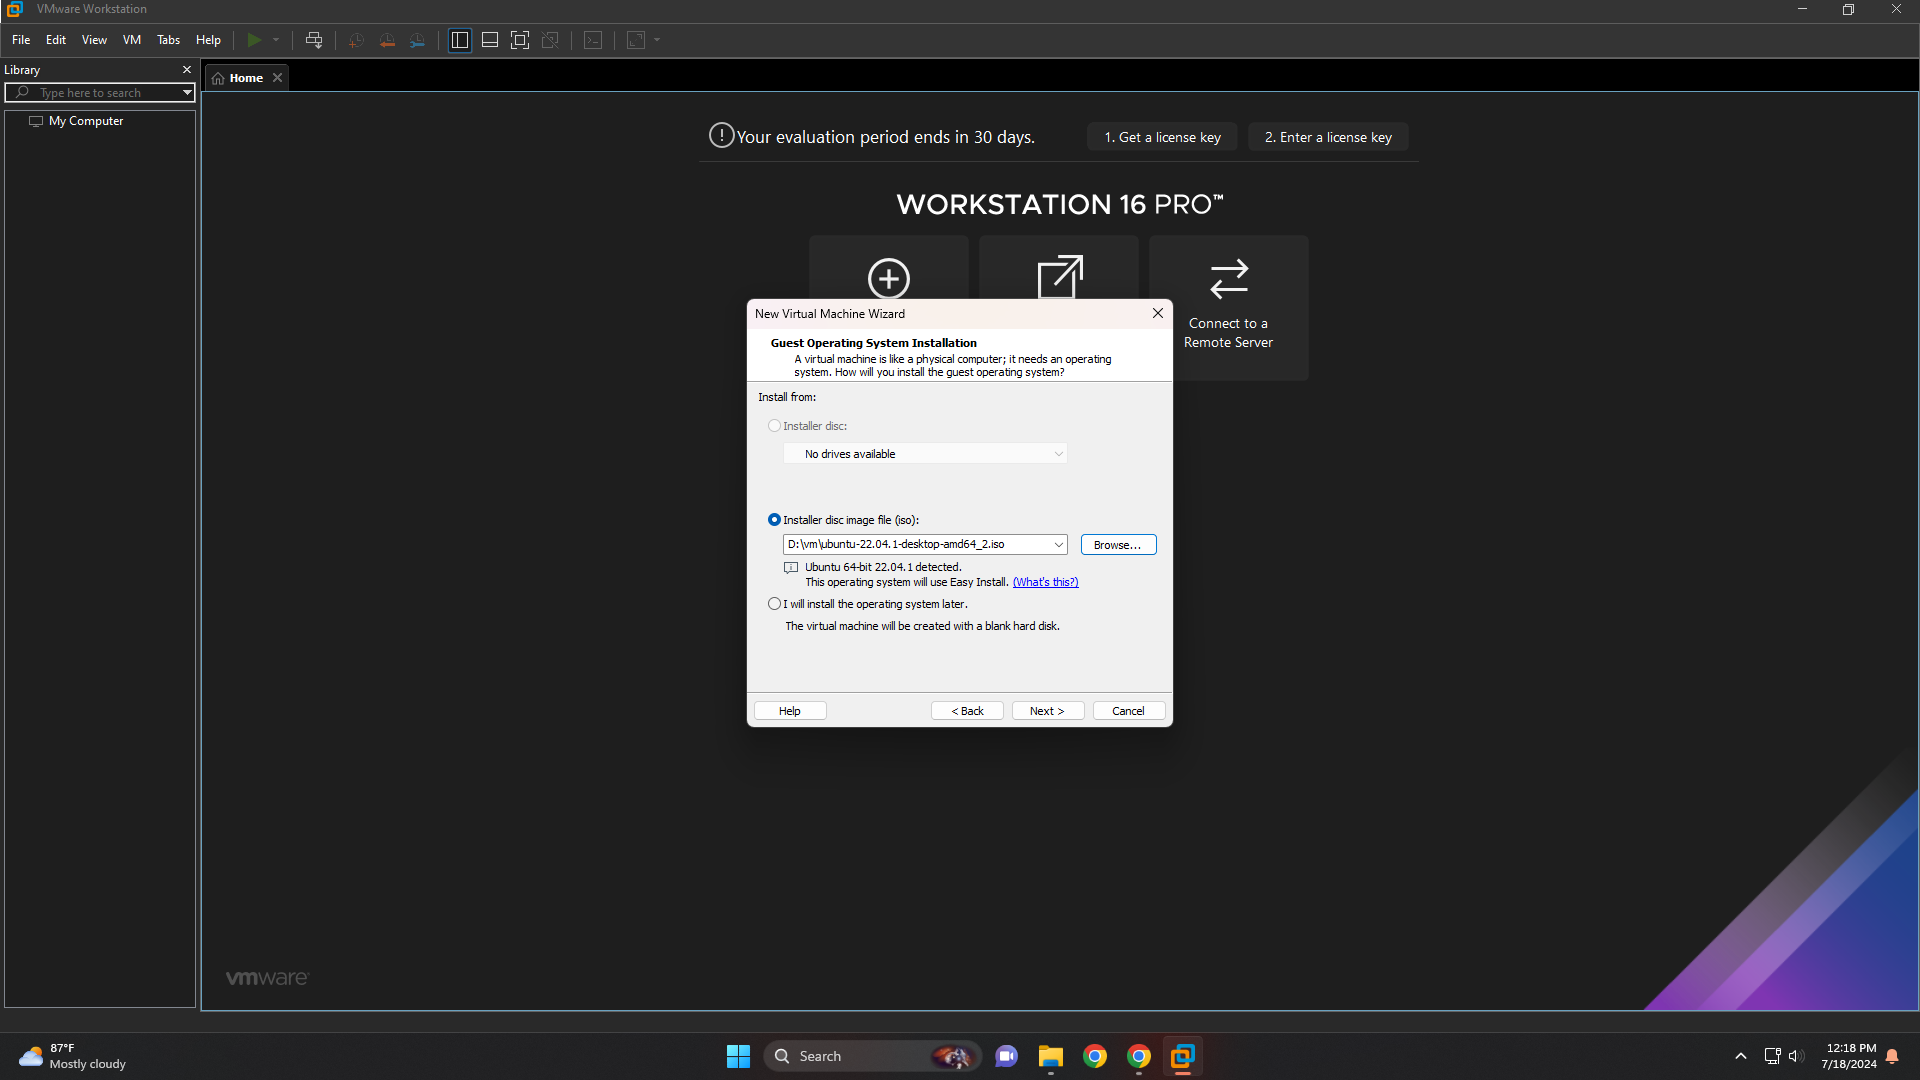 VMware Workstation
File Edit View VM Tabs Help
Library
Type here to search
My Computer
Home
Your evaluation period ends in 30 days.
1. Get a license key
2. Enter a license key
WORKSTATION 16 PRO™
Connect to a
Remote Server
New Virtual Machine Wizard
Guest Operating System Installation
A virtual machine is like a physical computer; it needs an operating
system. How will you install the guest operating system?
Install from:
Installer disc:
No drives available
Installer disc image file (iso):
D:\vm\ubuntu-22.04.1-desktop-amd64_2.iso
Browse...
Ubuntu 64-bit 22.04.1 detected.
This operating system will use Easy Install. (What's this?)
I will install the operating system later.
The virtual machine will be created with a blank hard disk.
Help
< Back
Next >
Cancel
vmware
87°F
Mostly cloudy
Search
12:18 PM
7/18/2024